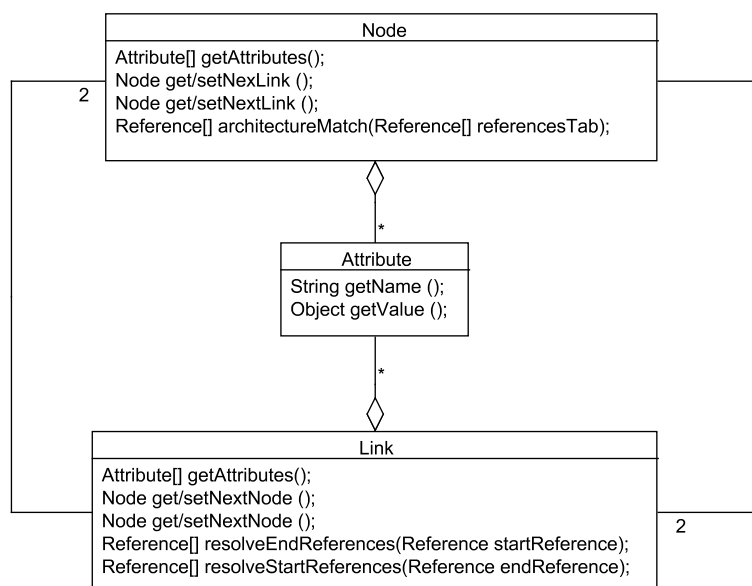 Node
Attribute[] getAttributes();
Node get/setNexLink ();
Node get/setNextLink ();
Reference[] architectureMatch(Reference[] referencesTab);
2
*
Attribute
String getName ();
Object getValue ();
*
Link
Attribute[] getAttributes();
Node get/setNextNode ();
Node get/setNextNode ();
Reference[] resolveEndReferences(Reference startReference);
Reference[] resolveStartReferences(Reference endReference);
2